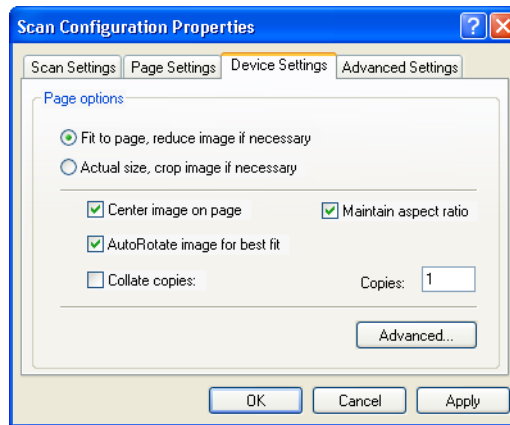 Scan Configuration Properties
Scan Settings Page Settings Device Settings Advanced Settings
Page options
Fit to page, reduce image if necessary
Actual size, crop image if necessary
Center image on page Maintain aspect ratio
AutoRotate image for best fit
Collate copies: Copies: 1
Advanced...
OK Cancel Apply